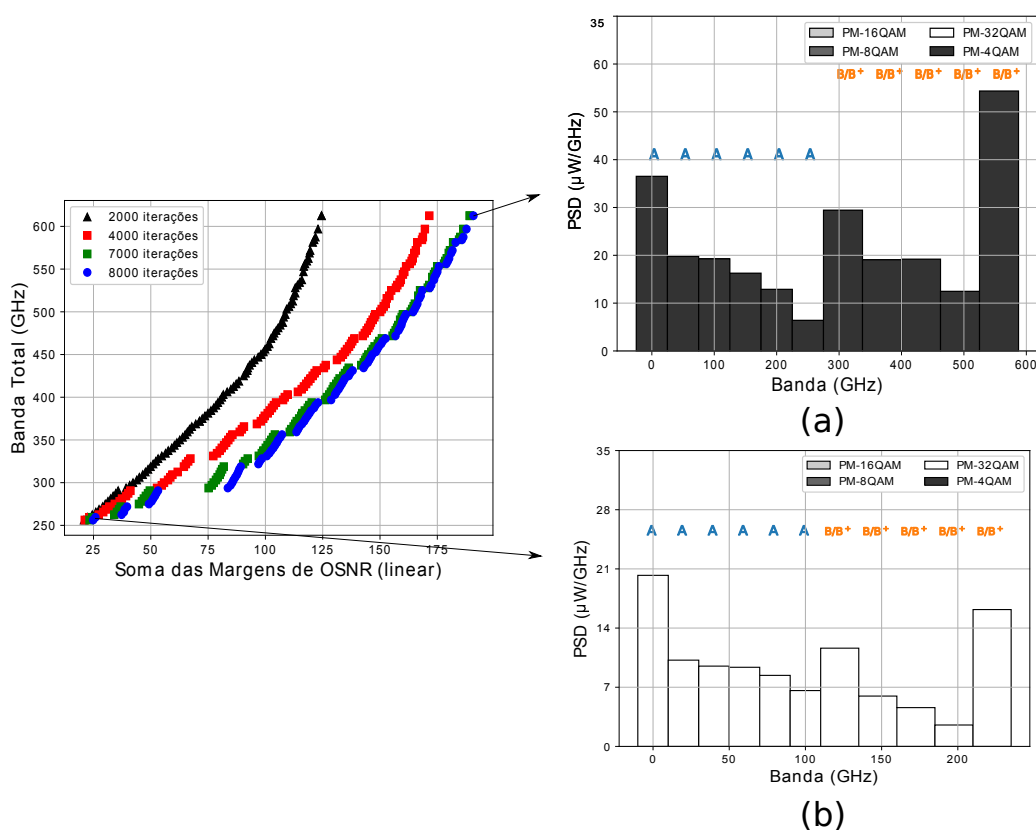 2000 iterações
4000 iterações
7000 iterações
8000 iterações
600
550
500
450
400
350
300
250
Banda Total (GHz)
25 50 75 100 125 150 175
Soma das Margens de OSNR (linear)
35
PM-16QAM PM-32QAM
PM-8QAM PM-4QAM
B/B+ B/B+ B/B+ B/B+ B/B+
A A A A A A
60
50
40
30
20
10
0
PSD (µW/GHz)
0 100 200 300 400 500 600
Banda (GHz)
(a)
PM-16QAM PM-32QAM
PM-8QAM PM-4QAM
A A A A A A B/B+ B/B+ B/B+ B/B+ B/B+
35
28
21
14
7
0
PSD (µW/GHz)
0 50 100 150 200
Banda (GHz)
(b)